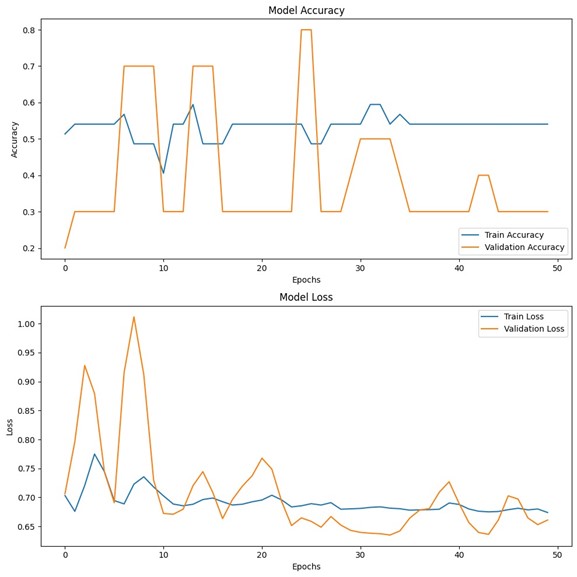 Model Accuracy
0.8
0.7
0.6
0.5
0.4
0.3
0.2
Accuracy
Train Accuracy
Validation Accuracy
0 10 20 30 40 50
Epochs
Model Loss
1.00
0.95
0.90
0.85
0.80
0.75
0.70
0.65
Loss
Train Loss
Validation Loss
0 10 20 30 40 50
Epochs